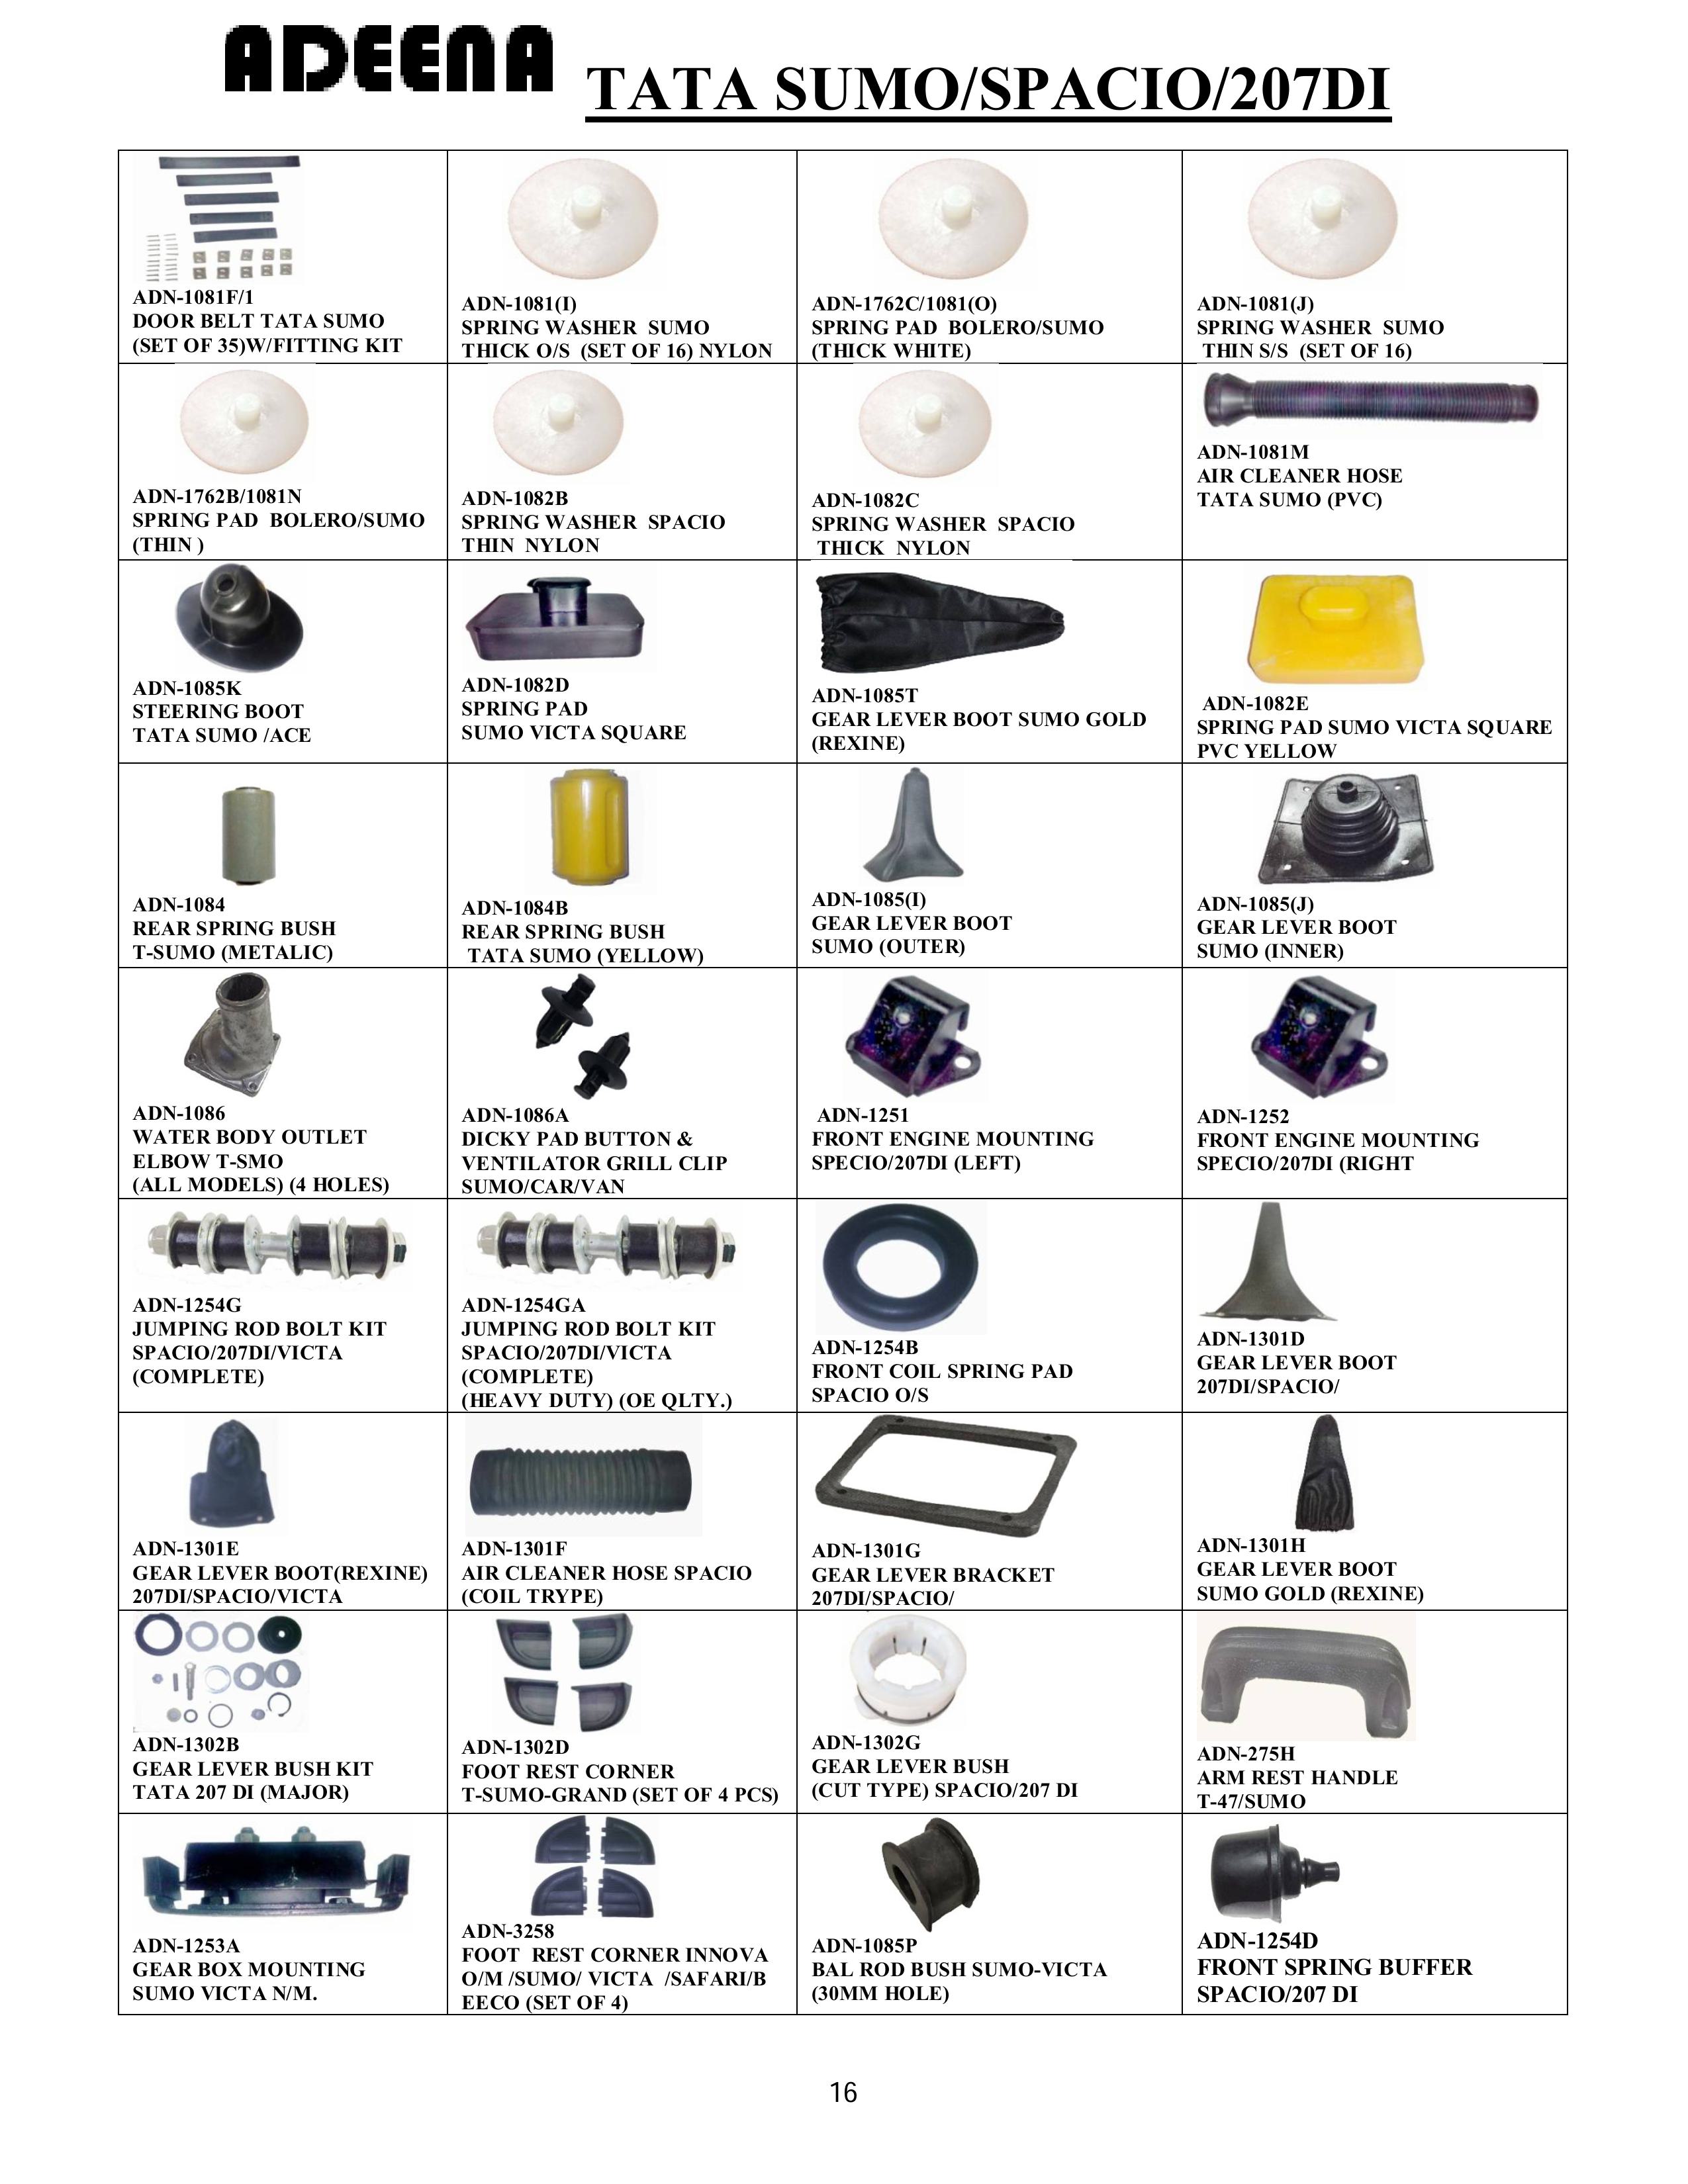 ADEENA
TATA SUMO/SPACIO/207DI
ADN-1081F/1
DOOR BELT TATA SUMO
(SET OF 35)W/FITTING KIT
ADN-1081(I)
SPRING WASHER SUMO
THICK O/S (SET OF 16) NYLON
ADN-1762C/1081(O)
SPRING PAD BOLERO/SUMO
(THICK WHITE)
ADN-1081(J)
SPRING WASHER SUMO
THIN S/S (SET OF 16)
ADN-1762B/1081N
SPRING PAD BOLERO/SUMO
(THIN )
ADN-1082B
SPRING WASHER SPACIO
THIN NYLON
ADN-1082C
SPRING WASHER SPACIO
THICK NYLON
ADN-1081M
AIR CLEANER HOSE
TATA SUMO (PVC)
ADN-1085K
STEERING BOOT
TATA SUMO /ACE
ADN-1082D
SPRING PAD
SUMO VICTA SQUARE
ADN-1085T
GEAR LEVER BOOT SUMO GOLD
(REXINE)
ADN-1082E
SPRING PAD SUMO VICTA SQUARE
PVC YELLOW
ADN-1084
REAR SPRING BUSH
T-SUMO (METALIC)
ADN-1084B
REAR SPRING BUSH
TATA SUMO (YELLOW)
ADN-1085(I)
GEAR LEVER BOOT
SUMO (OUTER)
ADN-1085(J)
GEAR LEVER BOOT
SUMO (INNER)
ADN-1086
WATER BODY OUTLET
ELBOW T-SMO
(ALL MODELS) (4 HOLES)
ADN-1086A
DICKY PAD BUTTON &
VENTILATOR GRILL CLIP
SUMO/CAR/VAN
ADN-1251
FRONT ENGINE MOUNTING
SPECIO/207DI (LEFT)
ADN-1252
FRONT ENGINE MOUNTING
SPECIO/207DI (RIGHT
ADN-1254G
JUMPING ROD BOLT KIT
SPACIO/207DI/VICTA
(COMPLETE)
ADN-1254GA
JUMPING ROD BOLT KIT
SPACIO/207DI/VICTA
(COMPLETE)
(HEAVY DUTY) (OE QLTY.)
ADN-1254B
FRONT COIL SPRING PAD
SPACIO O/S
ADN-1301D
GEAR LEVER BOOT
207DI/SPACIO/
ADN-1301E
GEAR LEVER BOOT(REXINE)
207DI/SPACIO/VICTA
ADN-1301F
AIR CLEANER HOSE SPACIO
(COIL TRYPE)
ADN-1301G
GEAR LEVER BRACKET
207DI/SPACIO/
ADN-1301H
GEAR LEVER BOOT
SUMO GOLD (REXINE)
ADN-1302B
GEAR LEVER BUSH KIT
TATA 207 DI (MAJOR)
ADN-1302D
FOOT REST CORNER
T-SUMO-GRAND (SET OF 4 PCS)
ADN-1302G
GEAR LEVER BUSH
(CUT TYPE) SPACIO/207 DI
ADN-275H
ARM REST HANDLE
T-47/SUMO
ADN-1253A
GEAR BOX MOUNTING
SUMO VICTA N/M.
ADN-3258
FOOT REST CORNER INNOVA
O/M /SUMO/ VICTA /SAFARI/B
EECO (SET OF 4)
ADN-1085P
BAL ROD BUSH SUMO-VICTA
(30MM HOLE)
ADN-1254D
FRONT SPRING BUFFER
SPACIO/207 DI
16